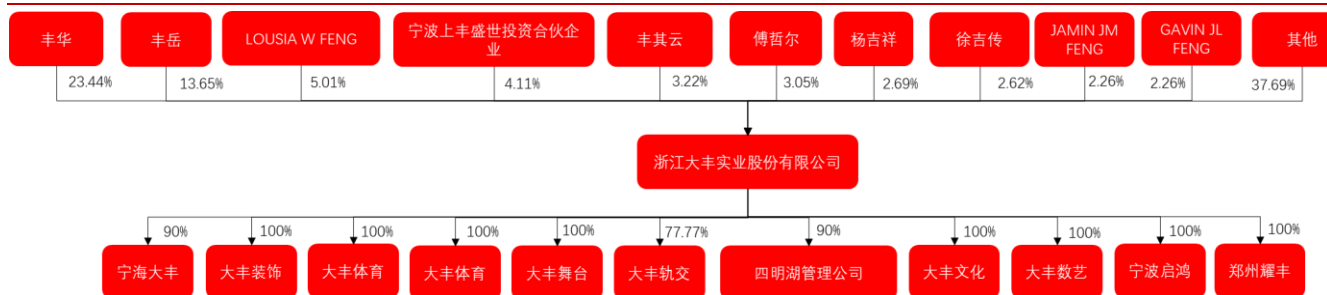 丰华
丰岳
LOUSIA W FENG
宁波上丰盛世投资合伙企
业
丰其云
傅哲尔
杨吉祥
徐吉传
JAMIN JM
FENG
GAVIN JL
FENG
其他
23.44%
13.65%
5.01%
4.11%
3.22%
3.05%
2.69%
2.62%
2.26%
2.26%
37.69%
浙江大丰实业股份有限公司
90%
100%
100%
100%
100%
77.77%
90%
100%
100%
100%
100%
宁海大丰
大丰装饰
大丰体育
大丰体育
大丰舞台
大丰轨交
四明湖管理公司
大丰文化
大丰数艺
宁波启鸿
郑州耀丰